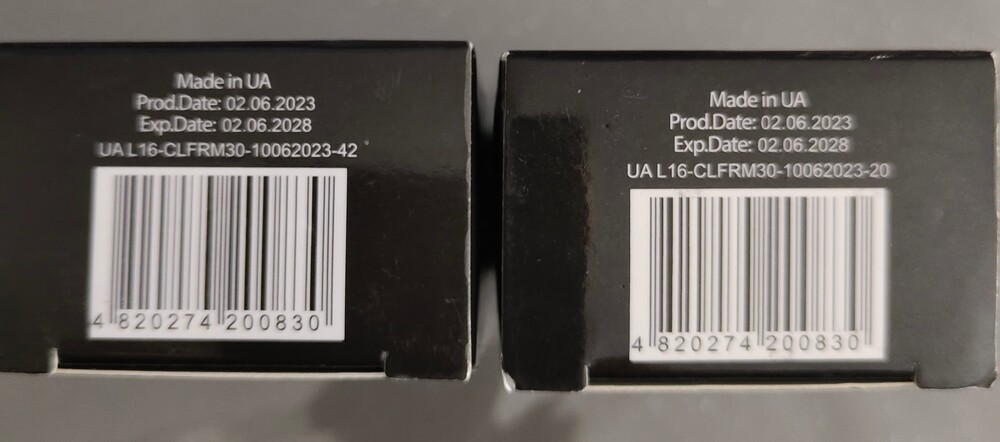 Made in UA
Prod.Date: 02.06.2023
Exp.Date: 02.06.2028
UA L16-CLFRM30-10062023-42
4 820274 200830
Made in UA
Prod.Date: 02.06.2023
Exp.Date: 02.06.2028
UA L16-CLFRM30-10062023-20
4 820274 200830